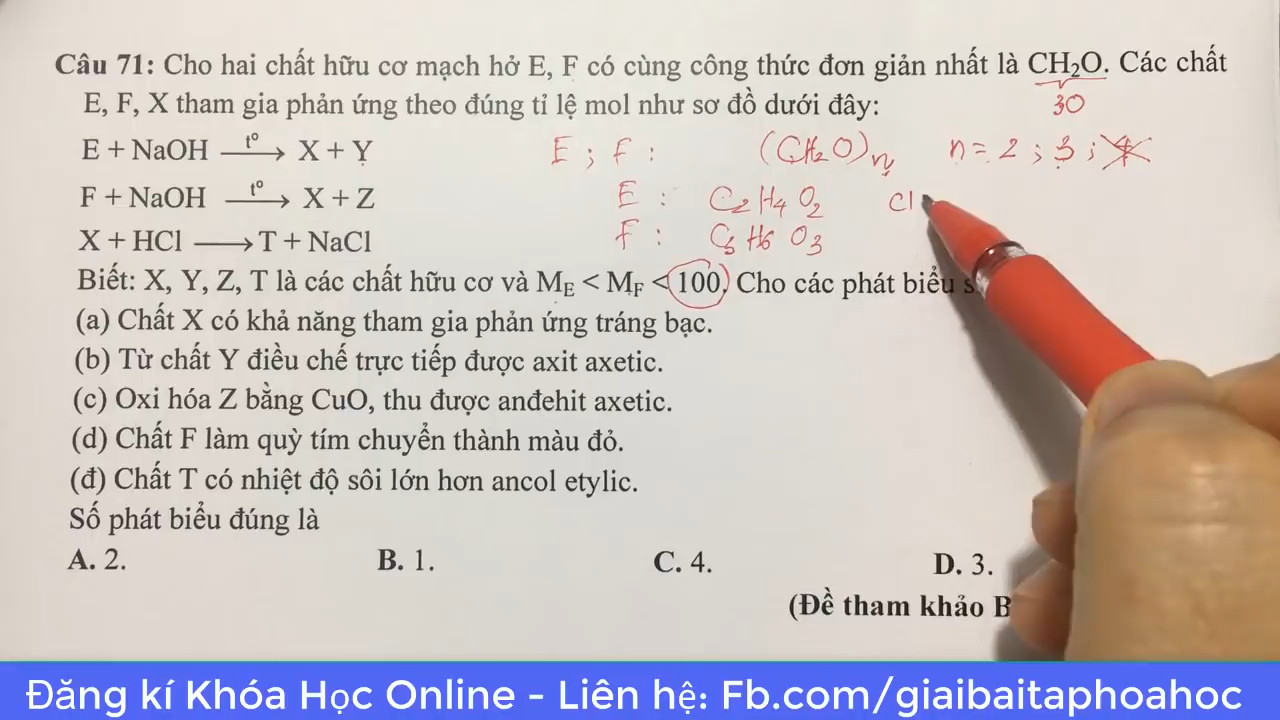 Câu 71: Cho hai chất hữu cơ mạch hở E, F có cùng công thức đơn giản nhất là CH₂O. Các chất
E, F, X tham gia phản ứng theo đúng tỉ lệ mol như sơ đồ dưới đây:
30
E + NaOH t° → X + Y
E ; F : (CH₂O)n n = 2 ; 3 ; 4
F + NaOH t° → X + Z
E : C₂H₄O₂ Cl
F : C₃H₆O₃
X + HCl → T + NaCl
Biết: X, Y, Z, T là các chất hữu cơ và M_E < M_F < 100. Cho các phát biểu s
(a) Chất X có khả năng tham gia phản ứng tráng bạc.
(b) Từ chất Y điều chế trực tiếp được axit axetic.
(c) Oxi hóa Z bằng CuO, thu được anđehit axetic.
(d) Chất F làm quỳ tím chuyển thành màu đỏ.
(đ) Chất T có nhiệt độ sôi lớn hơn ancol etylic.
Số phát biểu đúng là
A. 2. B. 1. C. 4. D. 3.
(Đề tham khảo B
Đăng kí Khóa Học Online - Liên hệ: Fb.com/giaibaitaphoahoc